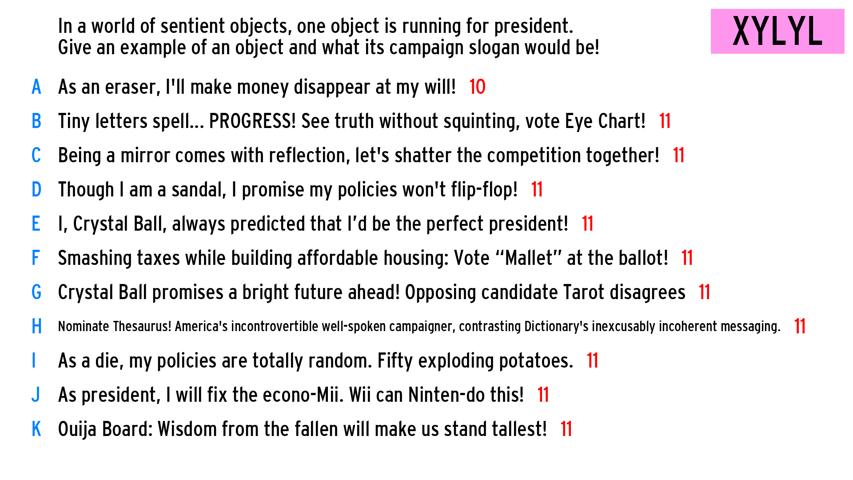 In a world of sentient objects, one object is running for president.
Give an example of an object and what its campaign slogan would be!
XYLYL
A As an eraser, I'll make money disappear at my will! 10
B Tiny letters spell... PROGRESS! See truth without squinting, vote Eye Chart! 11
C Being a mirror comes with reflection, let's shatter the competition together! 11
D Though I am a sandal, I promise my policies won't flip-flop! 11
E I, Crystal Ball, always predicted that I’d be the perfect president! 11
F Smashing taxes while building affordable housing: Vote “Mallet” at the ballot! 11
G Crystal Ball promises a bright future ahead! Opposing candidate Tarot disagrees 11
H Nominate Thesaurus! America's incontrovertible well-spoken campaigner, contrasting Dictionary's inexcusably incoherent messaging. 11
I As a die, my policies are totally random. Fifty exploding potatoes. 11
J As president, I will fix the econo-Mii. Wii can Ninten-do this! 11
K Ouija Board: Wisdom from the fallen will make us stand tallest! 11